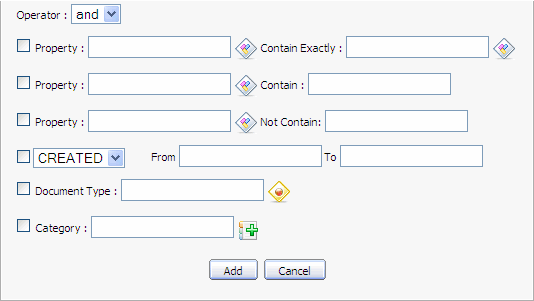 Operator : and
Property : Contain Exactly :
Property : Contain :
Property : Not Contain:
CREATED From To
Document Type :
Category :
Add Cancel